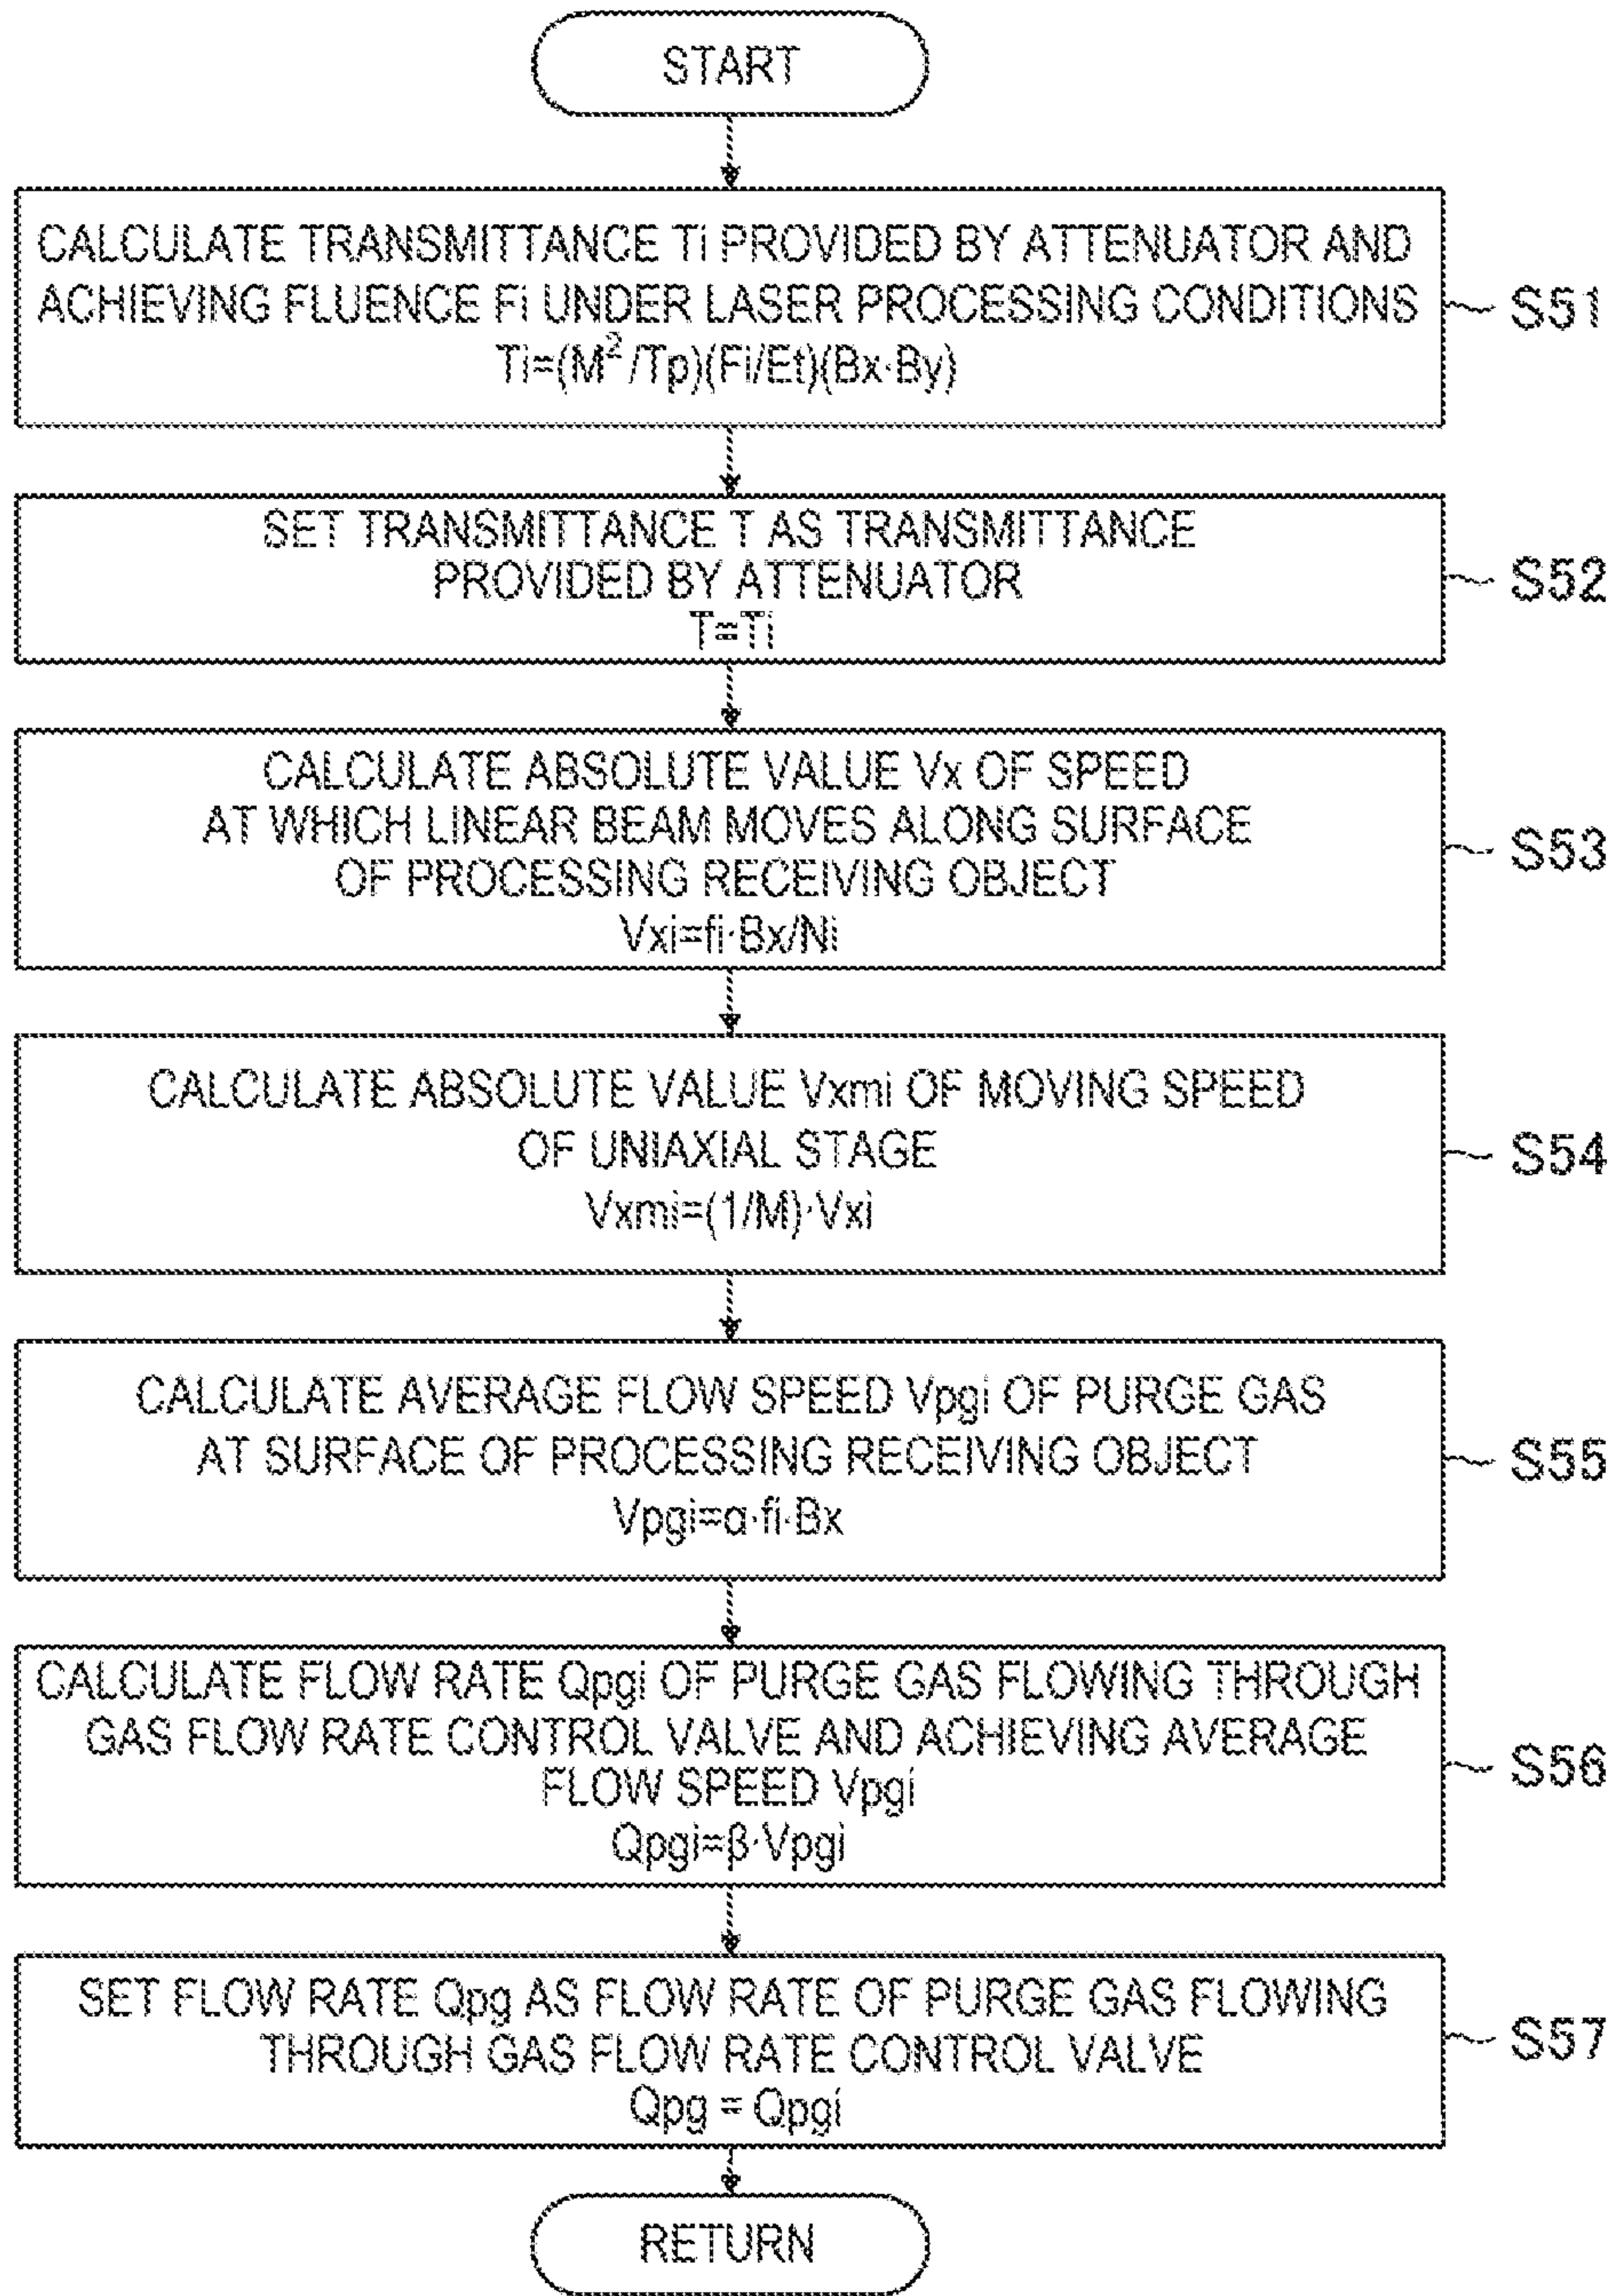 START
CALCULATE TRANSMITTANCE Ti PROVIDED BY ATTENUATOR AND
ACHIEVING FLUENCE Fi UNDER LASER PROCESSING CONDITIONS
Ti=(M²/Tp)(Fi/Et)(Bx·By)
S51
SET TRANSMITTANCE T AS TRANSMITTANCE
PROVIDED BY ATTENUATOR
T=Ti
S52
CALCULATE ABSOLUTE VALUE Vx OF SPEED
AT WHICH LINEAR BEAM MOVES ALONG SURFACE
OF PROCESSING RECEIVING OBJECT
Vxi=fi·Bx/Ni
S53
CALCULATE ABSOLUTE VALUE Vxmi OF MOVING SPEED
OF UNIAXIAL STAGE
Vxmi=(1/M)·Vxi
S54
CALCULATE AVERAGE FLOW SPEED Vpgi OF PURGE GAS
AT SURFACE OF PROCESSING RECEIVING OBJECT
Vpgi=α·fi·Bx
S55
CALCULATE FLOW RATE Qpgi OF PURGE GAS FLOWING THROUGH
GAS FLOW RATE CONTROL VALVE AND ACHIEVING AVERAGE
FLOW SPEED Vpgi
Qpgi=β·Vpgi
S56
SET FLOW RATE Qpg AS FLOW RATE OF PURGE GAS FLOWING
THROUGH GAS FLOW RATE CONTROL VALVE
Qpg = Qpgi
S57
RETURN